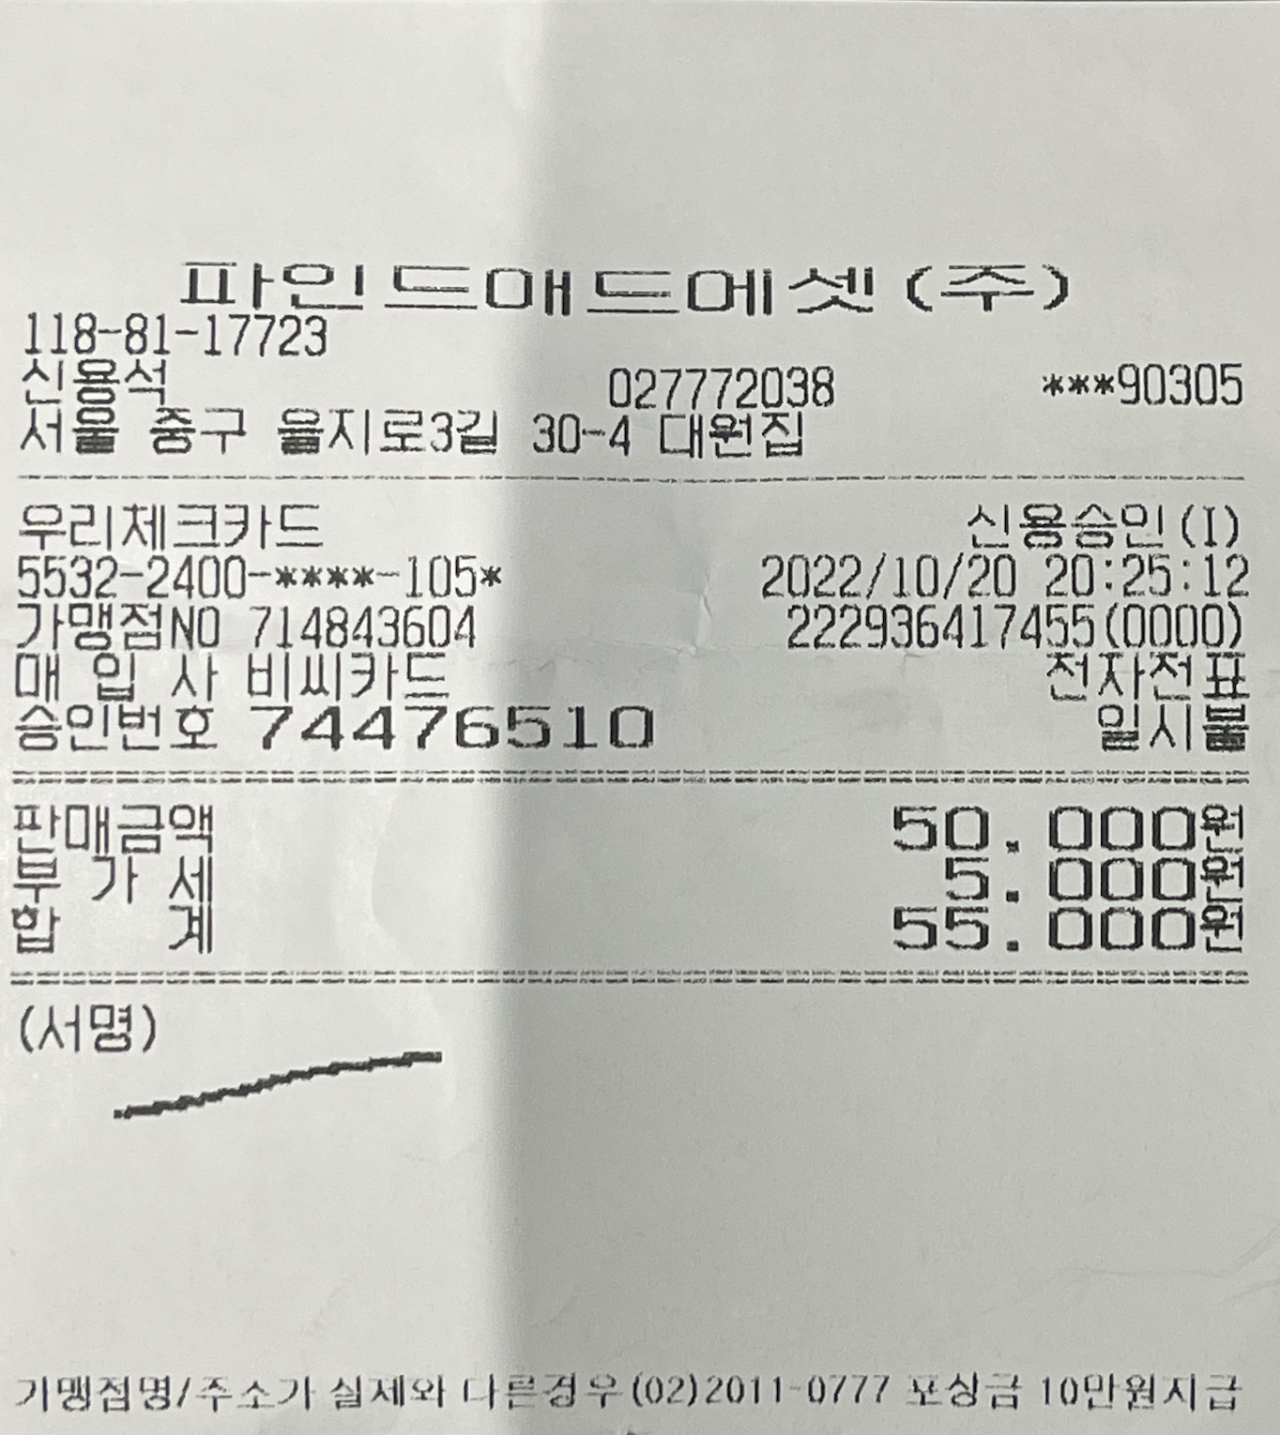 파인드애드에셋(주)
118-81-17723
신용석 027772038 ***90305
서울 중구 을지로3길 30-4 대원집
우리체크카드 신용승인(I)
5532-2400-****-105* 2022/10/20 20:25:12
가맹점NO 714843604 222936417455(0000)
매 입 사 비씨카드 전자전표
승인번호 74476510 일시불
판매금액 50.000원
부 가 세 5.000원
합 계 55.000원
(서명)
가맹점명/주소가 실제와 다른경우(02)2011-0777 포상금 10만원지급